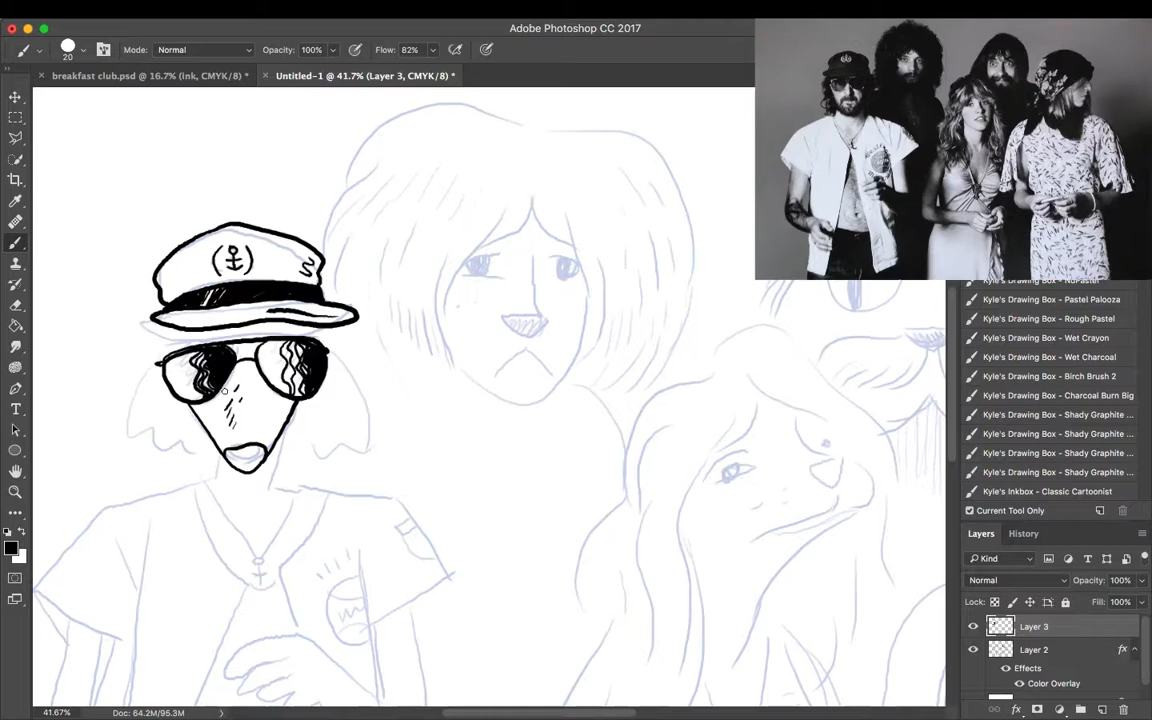 Adobe Photoshop CC 2017
20
Mode: Normal
Opacity: 100%
Flow: 82%
breakfast club.psd @ 16.7% (ink, CMYK/8) *
Untitled-1 @ 41.7% (Layer 3, CMYK/8) *
Kyle's Drawing Box - Pastel Palooza
Kyle's Drawing Box - Rough Pastel
Kyle's Drawing Box - Wet Crayon
Kyle's Drawing Box - Wet Charcoal
Kyle's Drawing Box - Birch Brush 2
Kyle's Drawing Box - Charcoal Burn Big
Kyle's Drawing Box - Shady Graphite ...
Kyle's Drawing Box - Shady Graphite ...
Kyle's Drawing Box - Shady Graphite ...
Kyle's Drawing Box - Shady Graphite ...
Kyle's Inkbox - Classic Cartoonist
Current Tool Only
Layers
History
Kind
Normal
Opacity: 100%
Lock:
Fill: 100%
Layer 3
Layer 2
fx
Effects
Color Overlay
fx
41.67%
Doc: 64.2M/95.3M